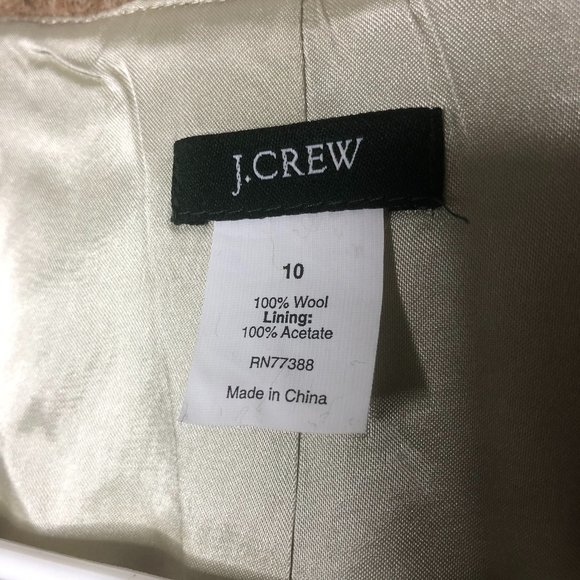 J.CREW
10
100% Wool
Lining:
100% Acetate
RN77388
Made in China